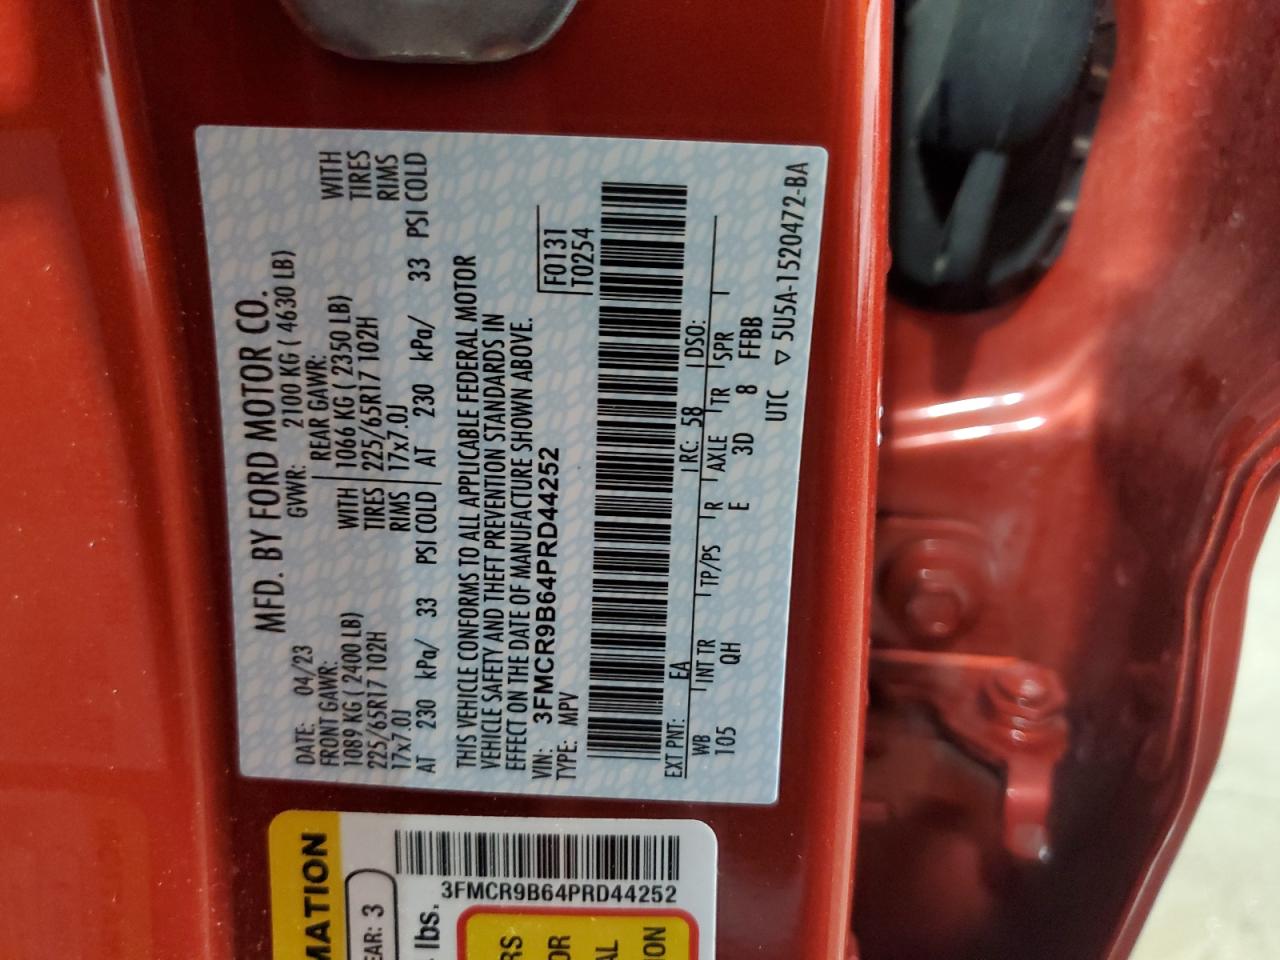 MFD. BY FORD MOTOR CO.
DATE: 04/23 GVWR: 2100 KG ( 4630 LB)
FRONT GAWR: REAR GAWR:
1089 KG ( 2400 LB) WITH 1066 KG ( 2350 LB) WITH
225/65R17 102H TIRES 225/65R17 102H TIRES
17x7.0J RIMS 17x7.0J RIMS
AT 230 kPa/ 33 PSI COLD AT 230 kPa/ 33 PSI COLD
THIS VEHICLE CONFORMS TO ALL APPLICABLE FEDERAL MOTOR
VEHICLE SAFETY AND THEFT PREVENTION STANDARDS IN
EFFECT ON THE DATE OF MANUFACTURE SHOWN ABOVE.
VIN: 3FMCR9B64PRD44252 F0131
TYPE: MPV T0254
EXT PNT: EA RC: 58 DSO:
WB INT TR TP/PS R AXLE TR SPR
105 QH E 3D 8 FFBB
UTC ▽ 5U5A-1520472-BA
MATION
EAR: 3
lbs.
3FMCR9B64PRD44252
RS
OR
AL
ION